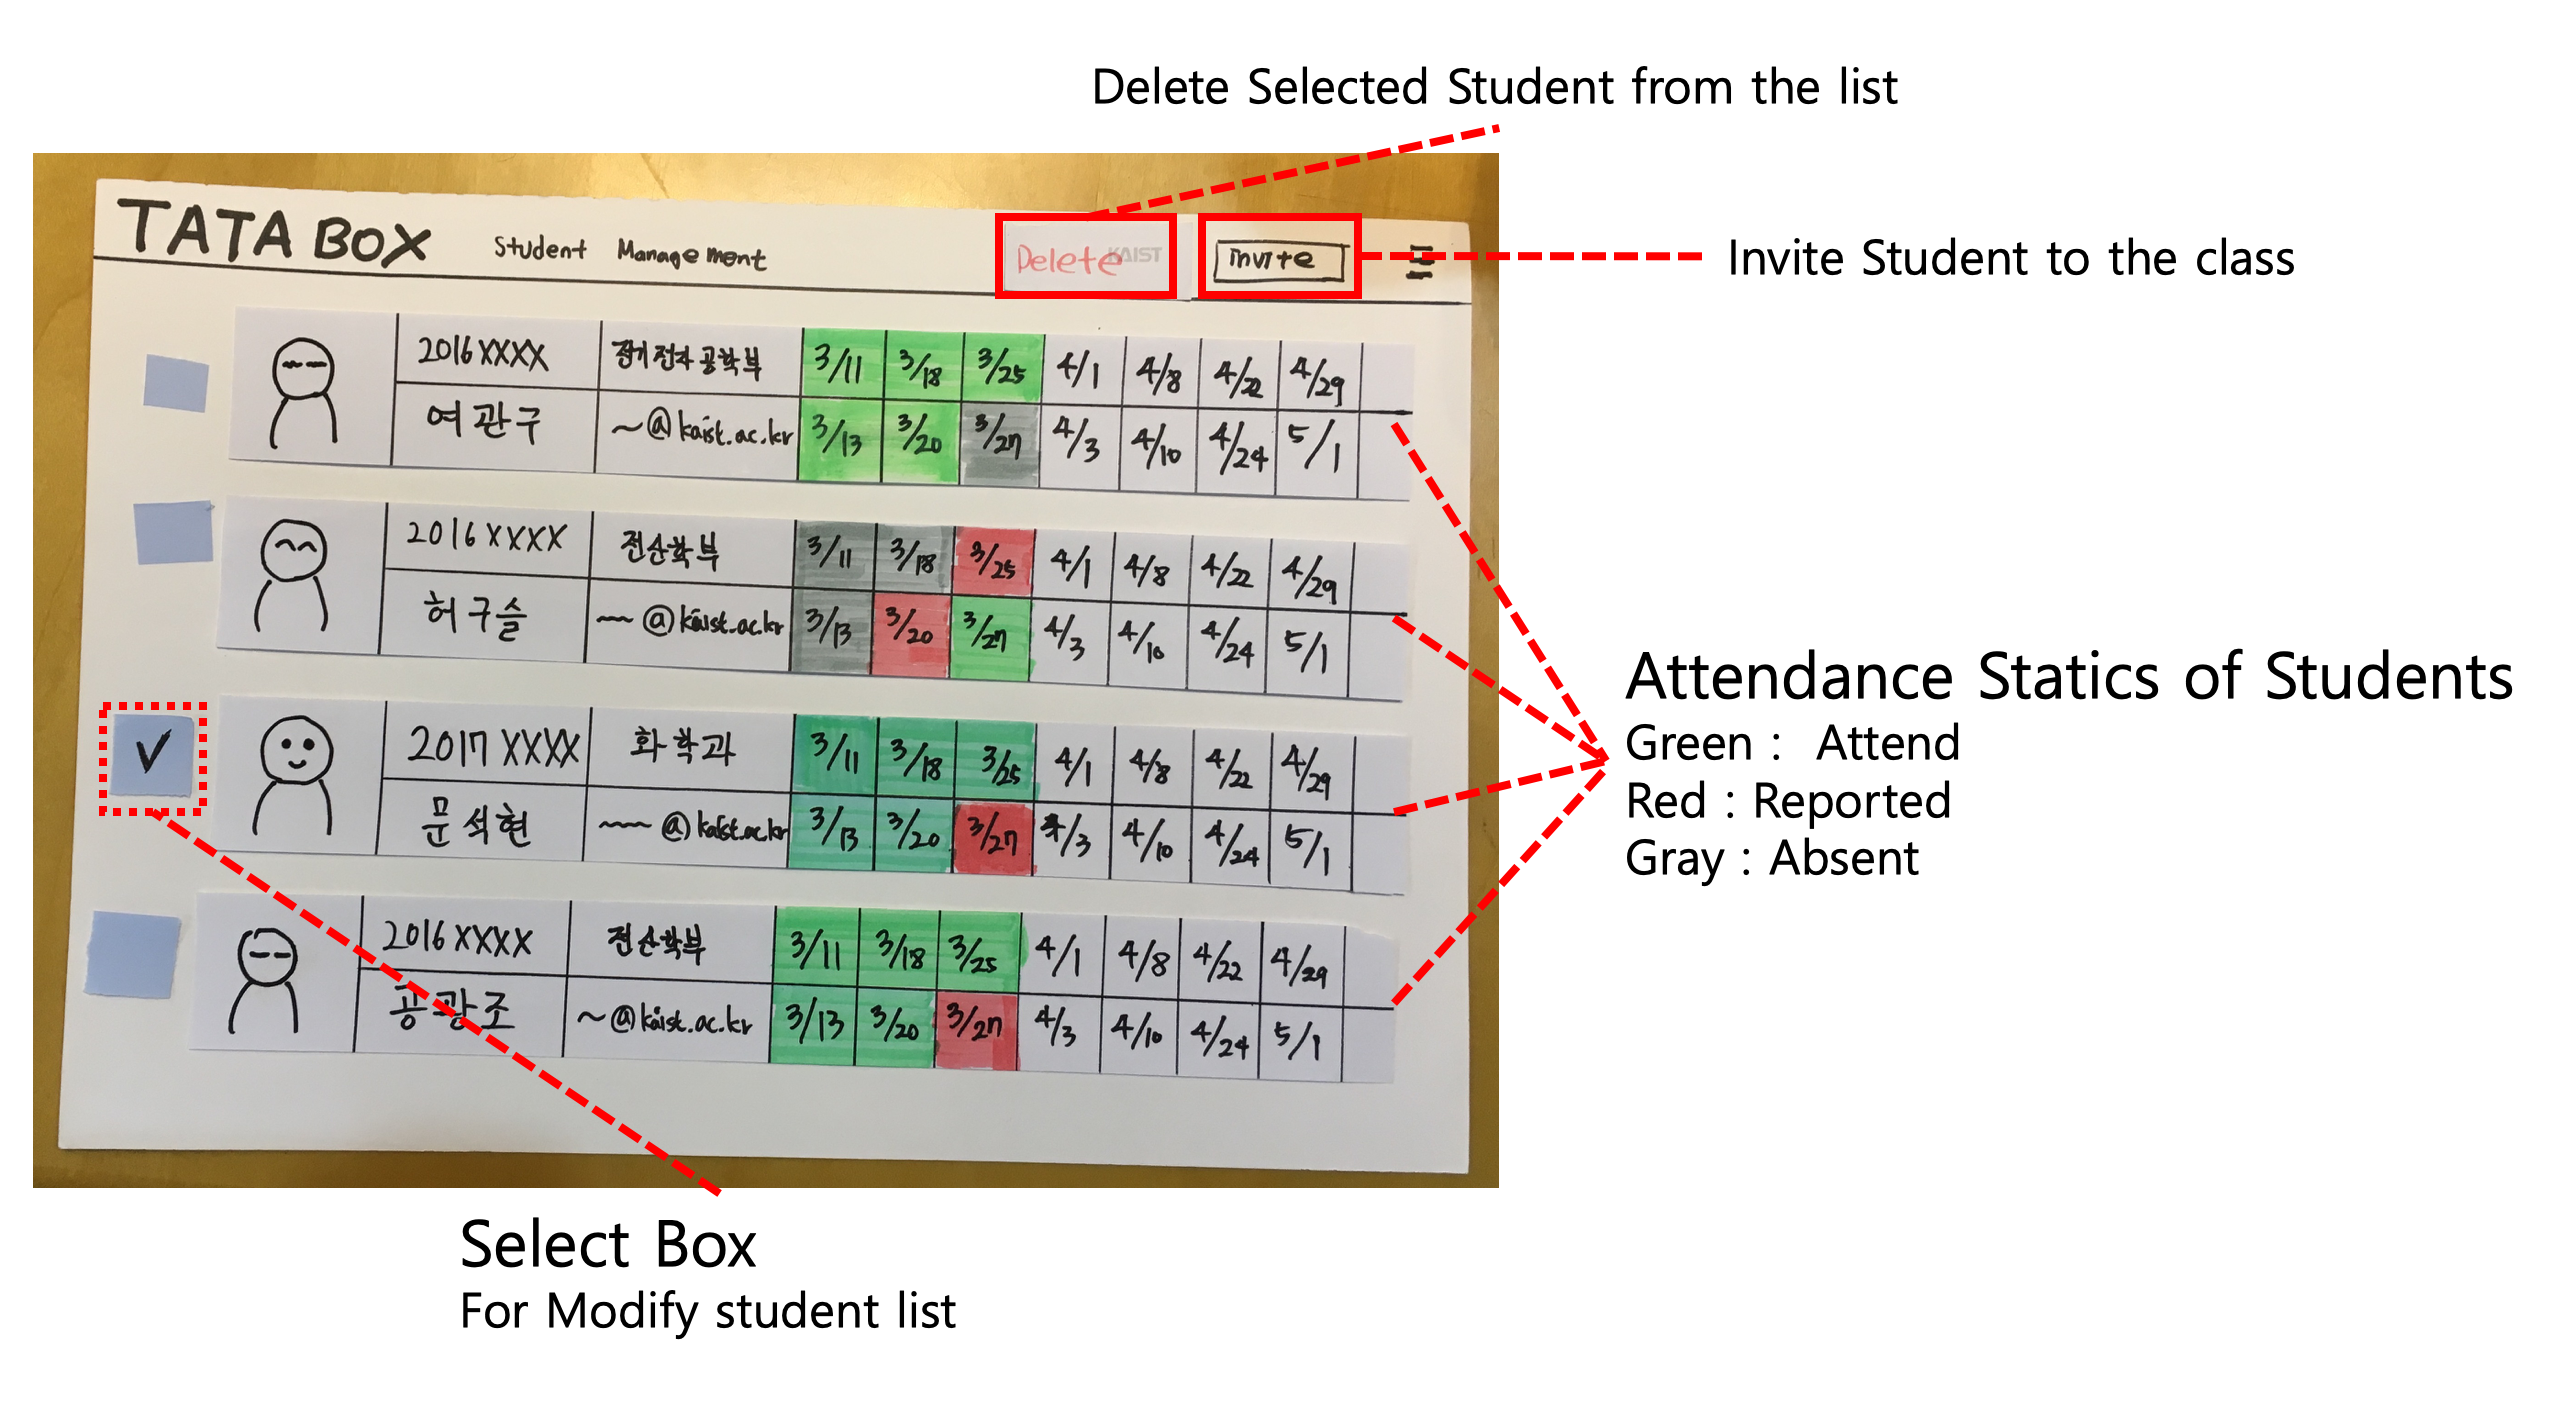 Delete Selected Student from the list
TATA BOX Student Management Delete KAIST Invite
Invite Student to the class
2016XXXX 전기전자공학부 3/11 3/18 3/25 4/1 4/8 4/22 4/29
여관구 ~@kaist.ac.kr 3/13 3/20 3/27 4/3 4/10 4/24 5/1
2016XXXX 전산학부 3/11 3/18 3/25 4/1 4/8 4/22 4/29
허구슬 ~@kaist.ac.kr 3/13 3/20 3/27 4/3 4/10 4/24 5/1
2017XXXX 화학과 3/11 3/18 3/25 4/1 4/8 4/22 4/29
문석현 ~@kaist.ac.kr 3/13 3/20 3/27 4/3 4/10 4/24 5/1
2016XXXX 전산학부 3/11 3/18 3/25 4/1 4/8 4/22 4/29
공광조 ~@kaist.ac.kr 3/13 3/20 3/27 4/3 4/10 4/24 5/1
Attendance Statics of Students
Green : Attend
Red : Reported
Gray : Absent
Select Box
For Modify student list